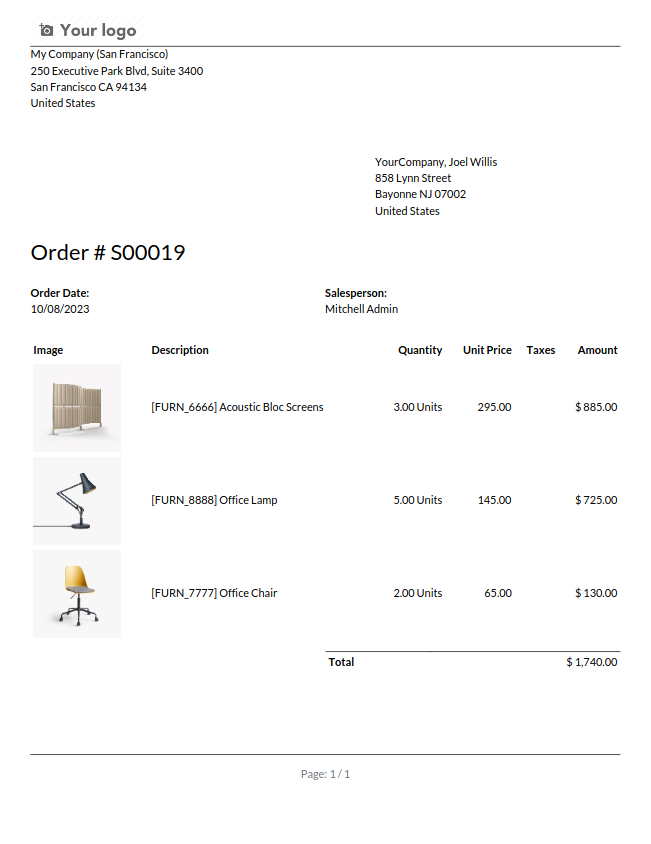 Your logo
My Company (San Francisco)
250 Executive Park Blvd, Suite 3400
San Francisco CA 94134
United States
YourCompany, Joel Willis
858 Lynn Street
Bayonne NJ 07002
United States
Order # S00019
Order Date: Salesperson:
10/08/2023 Mitchell Admin
Image Description Quantity Unit Price Taxes Amount
[FURN_6666] Acoustic Bloc Screens 3.00 Units 295.00 $ 885.00
[FURN_8888] Office Lamp 5.00 Units 145.00 $ 725.00
[FURN_7777] Office Chair 2.00 Units 65.00 $ 130.00
Total $ 1,740.00
Page: 1 / 1